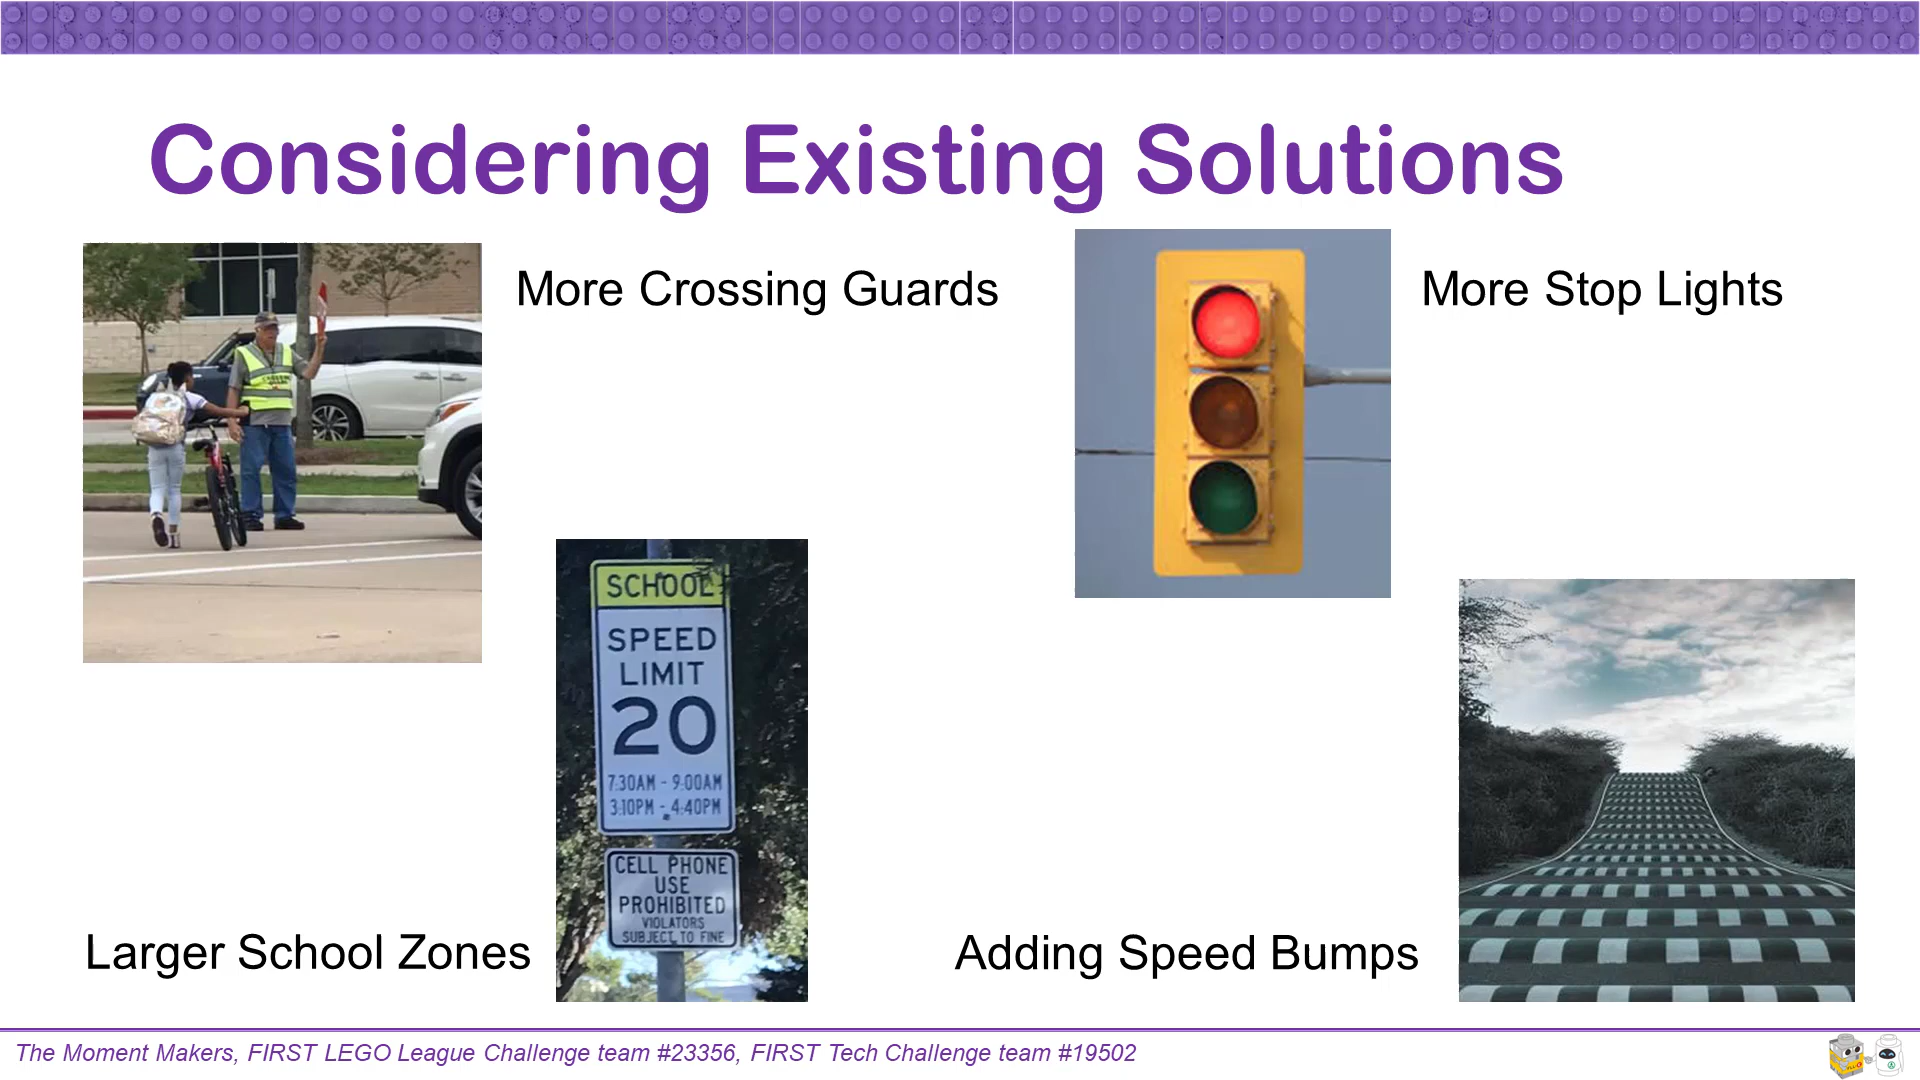 Considering Existing Solutions
More Crossing Guards
More Stop Lights
SCHOOL
SPEED
LIMIT
20
7:30AM - 9:00AM
3:10PM - 4:40PM
CELL PHONE
USE
PROHIBITED
VIOLATORS
SUBJECT TO FINE
Larger School Zones
Adding Speed Bumps
The Moment Makers, FIRST LEGO League Challenge team #23356, FIRST Tech Challenge team #19502